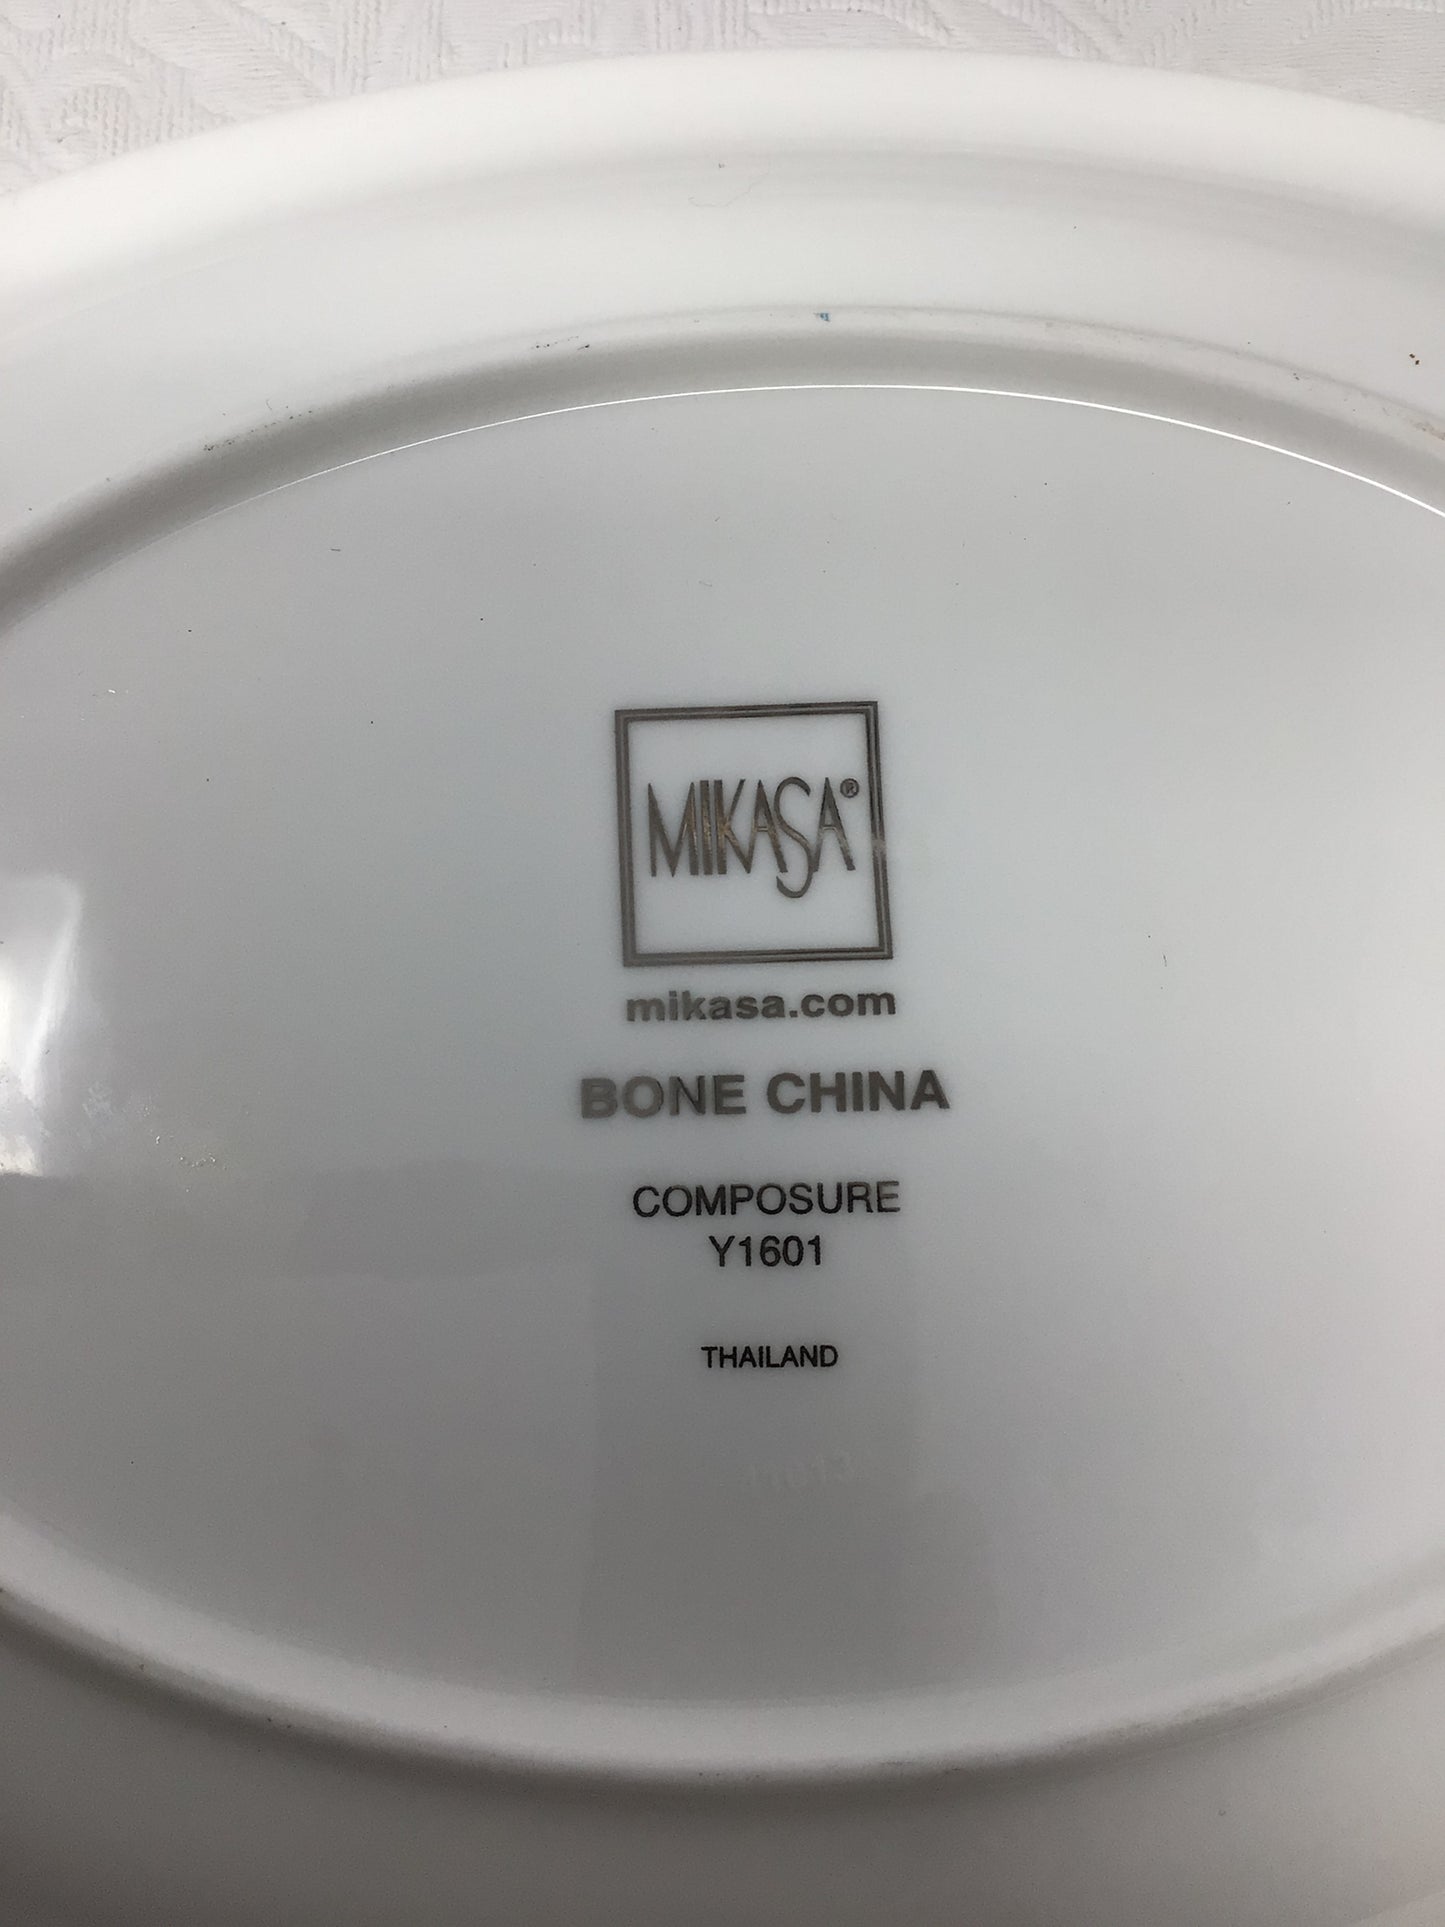 MIKASA®
mikasa.com
BONE CHINA
COMPOSURE
Y1601
THAILAND